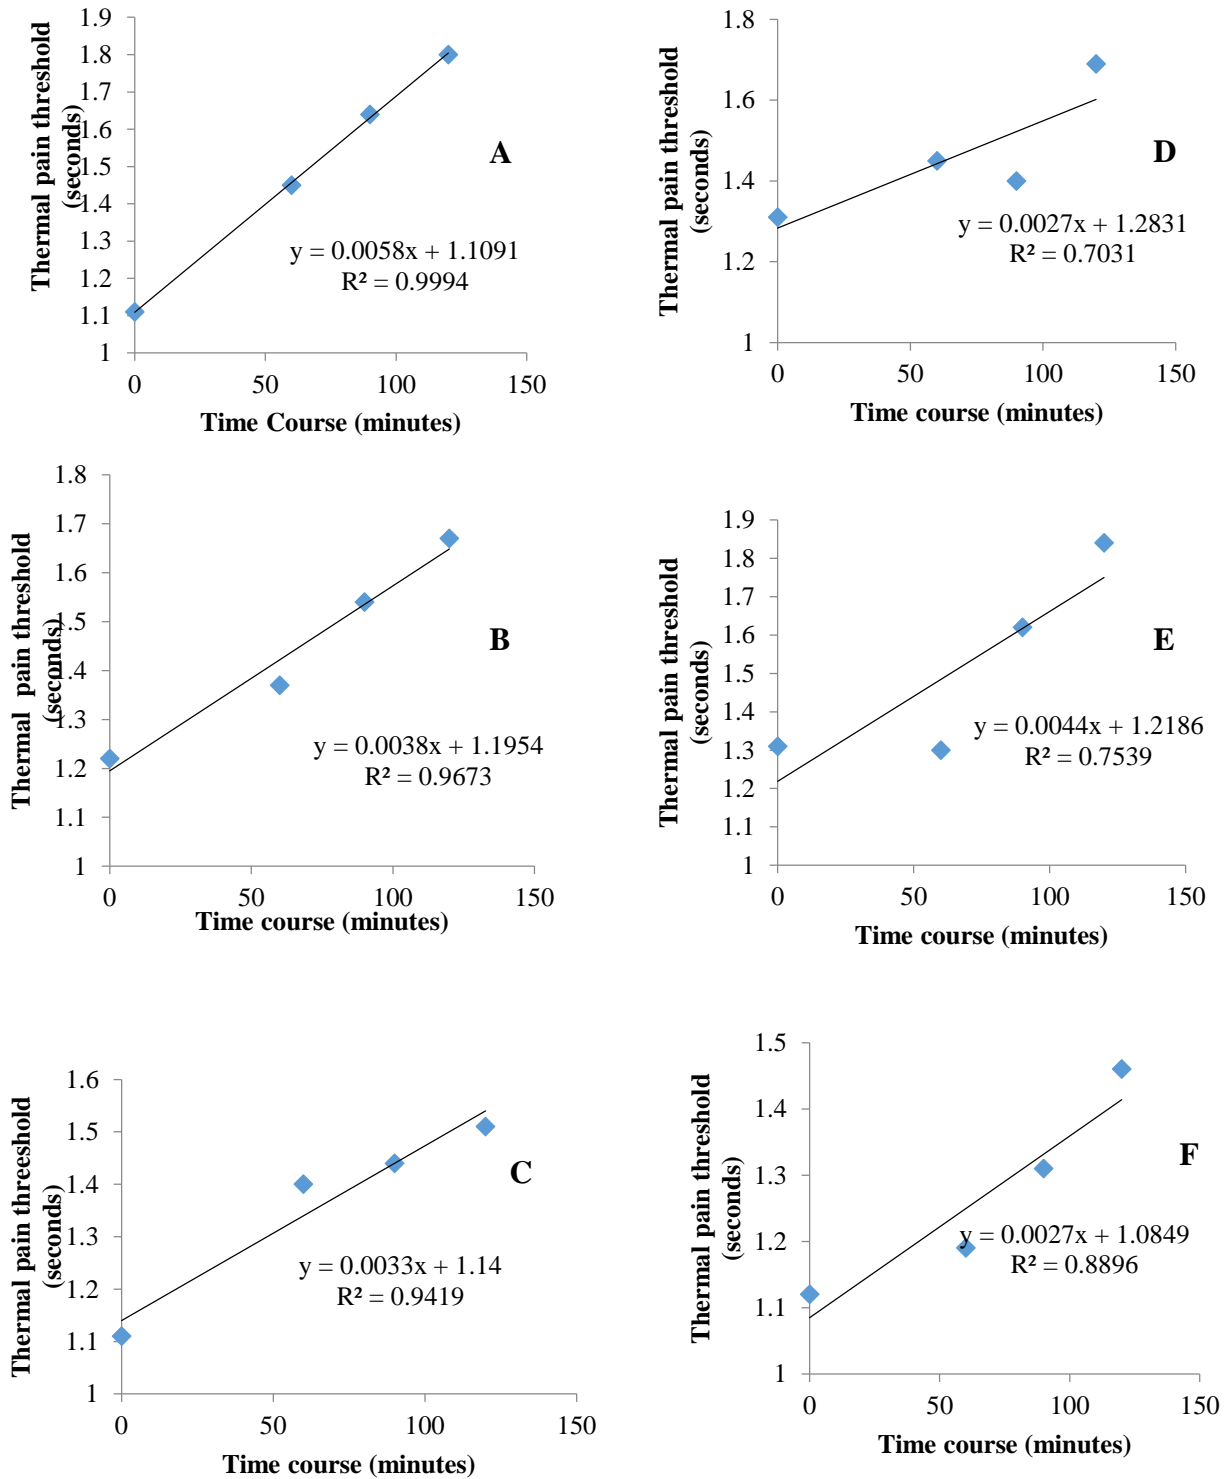 Thermal pain threshold
(seconds)
1.9
1.8
1.7
1.6
1.5
1.4
1.3
1.2
1.1
1
A
y = 0.0058x + 1.1091
R² = 0.9994
0 50 100 150
Time Course (minutes)
Thermal pain threshold
(seconds)
1.8
1.6
1.4
1.2
1
D
y = 0.0027x + 1.2831
R² = 0.7031
0 50 100 150
Time course (minutes)
Thermal pain threshold
(seconds)
1.8
1.7
1.6
1.5
1.4
1.3
1.2
1.1
1
B
y = 0.0038x + 1.1954
R² = 0.9673
0 50 100 150
Time course (minutes)
Thermal pain threshold
(seconds)
1.9
1.8
1.7
1.6
1.5
1.4
1.3
1.2
1.1
1
E
y = 0.0044x + 1.2186
R² = 0.7539
0 50 100 150
Time course (minutes)
Thermal pain threeshold
(seconds)
1.6
1.5
1.4
1.3
1.2
1.1
1
C
y = 0.0033x + 1.14
R² = 0.9419
0 50 100 150
Time course (minutes)
Thermal pain threshold
(seconds)
1.5
1.4
1.3
1.2
1.1
1
F
y = 0.0027x + 1.0849
R² = 0.8896
0 50 100 150
Time course (minutes)